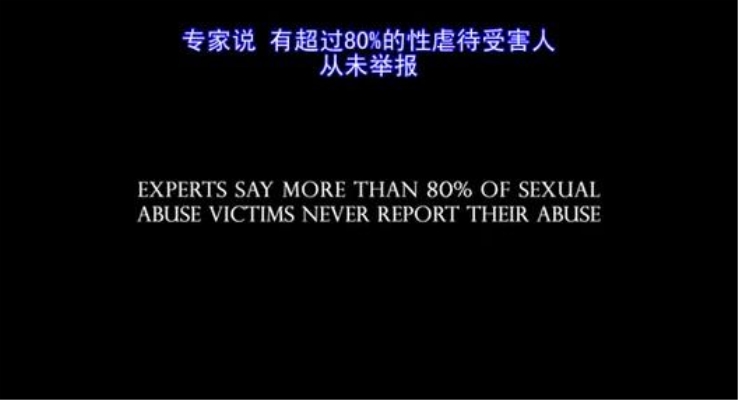 专家说 有超过80%的性虐待受害人
从未举报
EXPERTS SAY MORE THAN 80% OF SEXUAL
ABUSE VICTIMS NEVER REPORT THEIR ABUSE